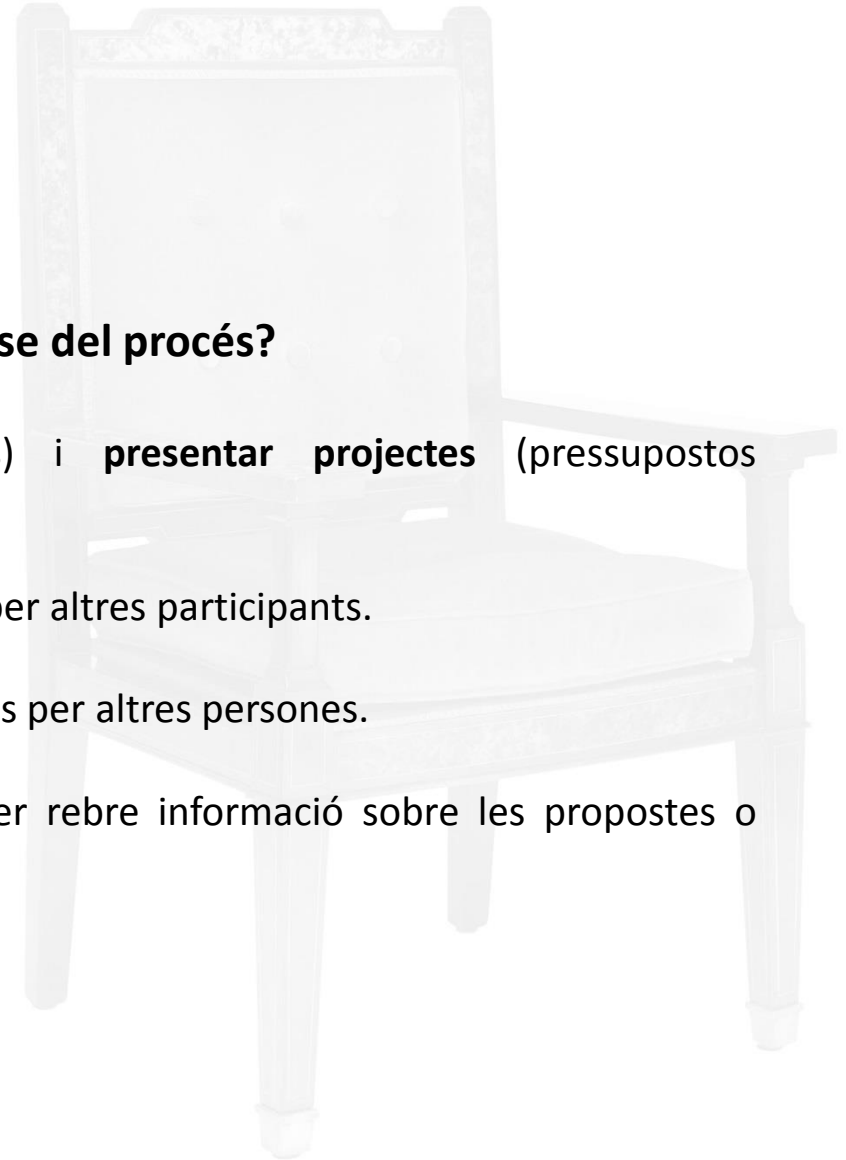 se del procés?
) i presentar projectes (pressupostos
per altres participants.
s per altres persones.
er rebre informació sobre les propostes o